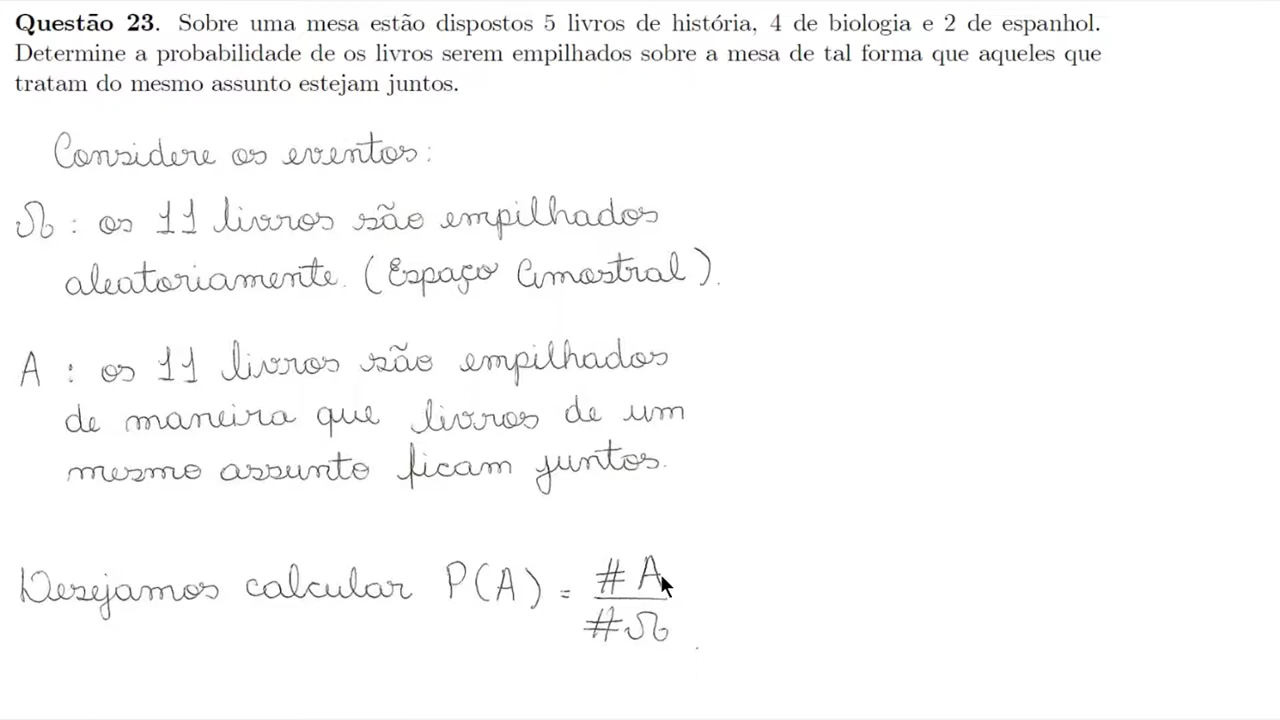 Questão 23. Sobre uma mesa estão dispostos 5 livros de história, 4 de biologia e 2 de espanhol.
Determine a probabilidade de os livros serem empilhados sobre a mesa de tal forma que aqueles que
tratam do mesmo assunto estejam juntos.
Considere os eventos:
Ω : os 11 livros são empilhados
aleatoriamente. (Espaço Amostral).
A : os 11 livros são empilhados
de maneira que livros de um
mesmo assunto ficam juntos.
Desejamos calcular P(A) = #A
#Ω.